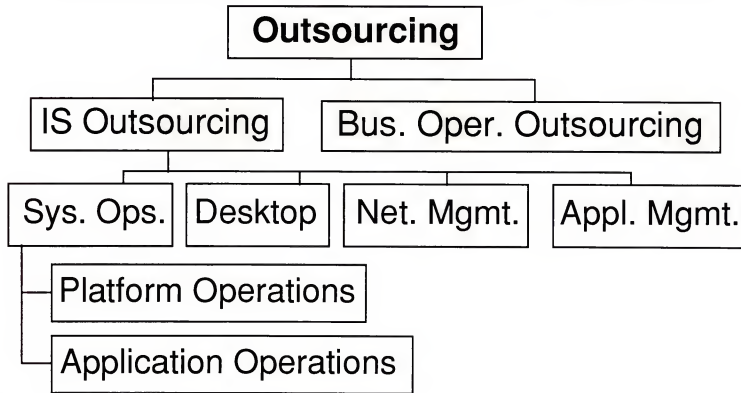 Outsourcing
IS Outsourcing
Bus. Oper. Outsourcing
Sys. Ops.
Desktop
Net. Mgmt.
Appl. Mgmt.
Platform Operations
Application Operations